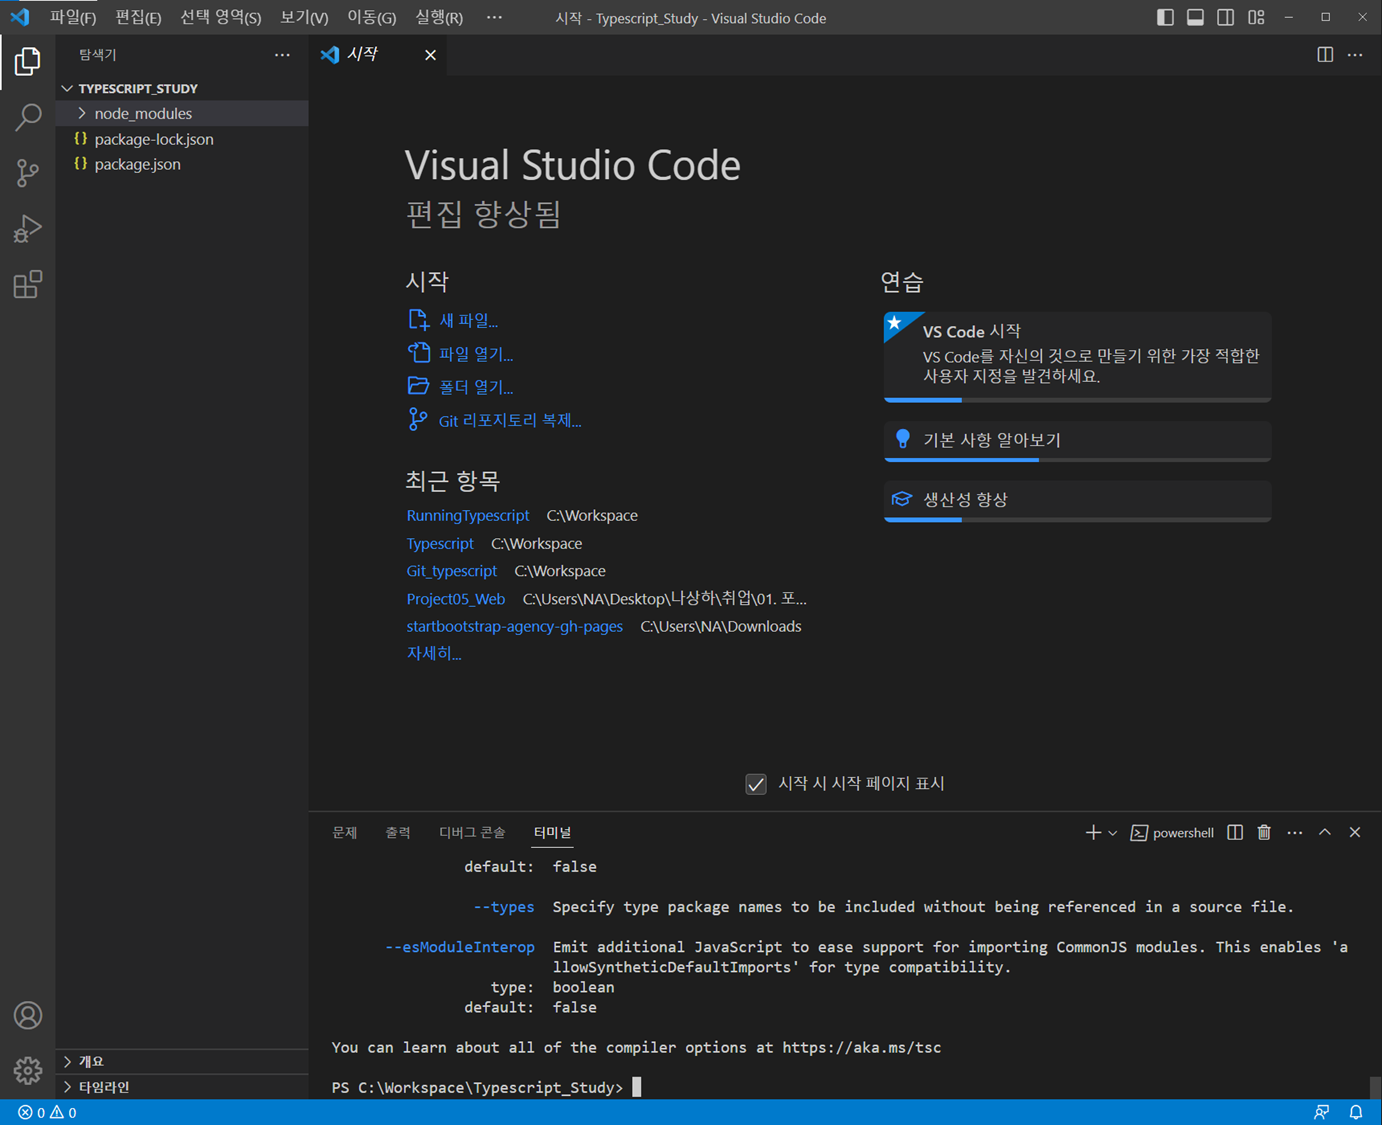 파일(F) 편집(E) 선택 영역(S) 보기(V) 이동(G) 실행(R) ··· 시작 - Typescript_Study - Visual Studio Code
탐색기 ···
시작
TYPESCRIPT_STUDY
node_modules
package-lock.json
package.json
Visual Studio Code
편집 향상됨
시작
새 파일...
파일 열기...
폴더 열기...
Git 리포지토리 복제...
최근 항목
RunningTypescript C:\Workspace
Typescript C:\Workspace
Git_typescript C:\Workspace
Project05_Web C:\Users\NA\Desktop\나상하\취업\01. 포...
startbootstrap-agency-gh-pages C:\Users\NA\Downloads
자세히...
연습
VS Code 시작
VS Code를 자신의 것으로 만들기 위한 가장 적합한
사용자 지정을 발견하세요.
기본 사항 알아보기
생산성 향상
시작 시 시작 페이지 표시
문제 출력 디버그 콘솔 터미널 powershell
default: false
--types Specify type package names to be included without being referenced in a source file.
--esModuleInterop Emit additional JavaScript to ease support for importing CommonJS modules. This enables 'a
llowSyntheticDefaultImports' for type compatibility.
type: boolean
default: false
You can learn about all of the compiler options at https://aka.ms/tsc
PS C:\Workspace\Typescript_Study>
개요
타임라인
0 0